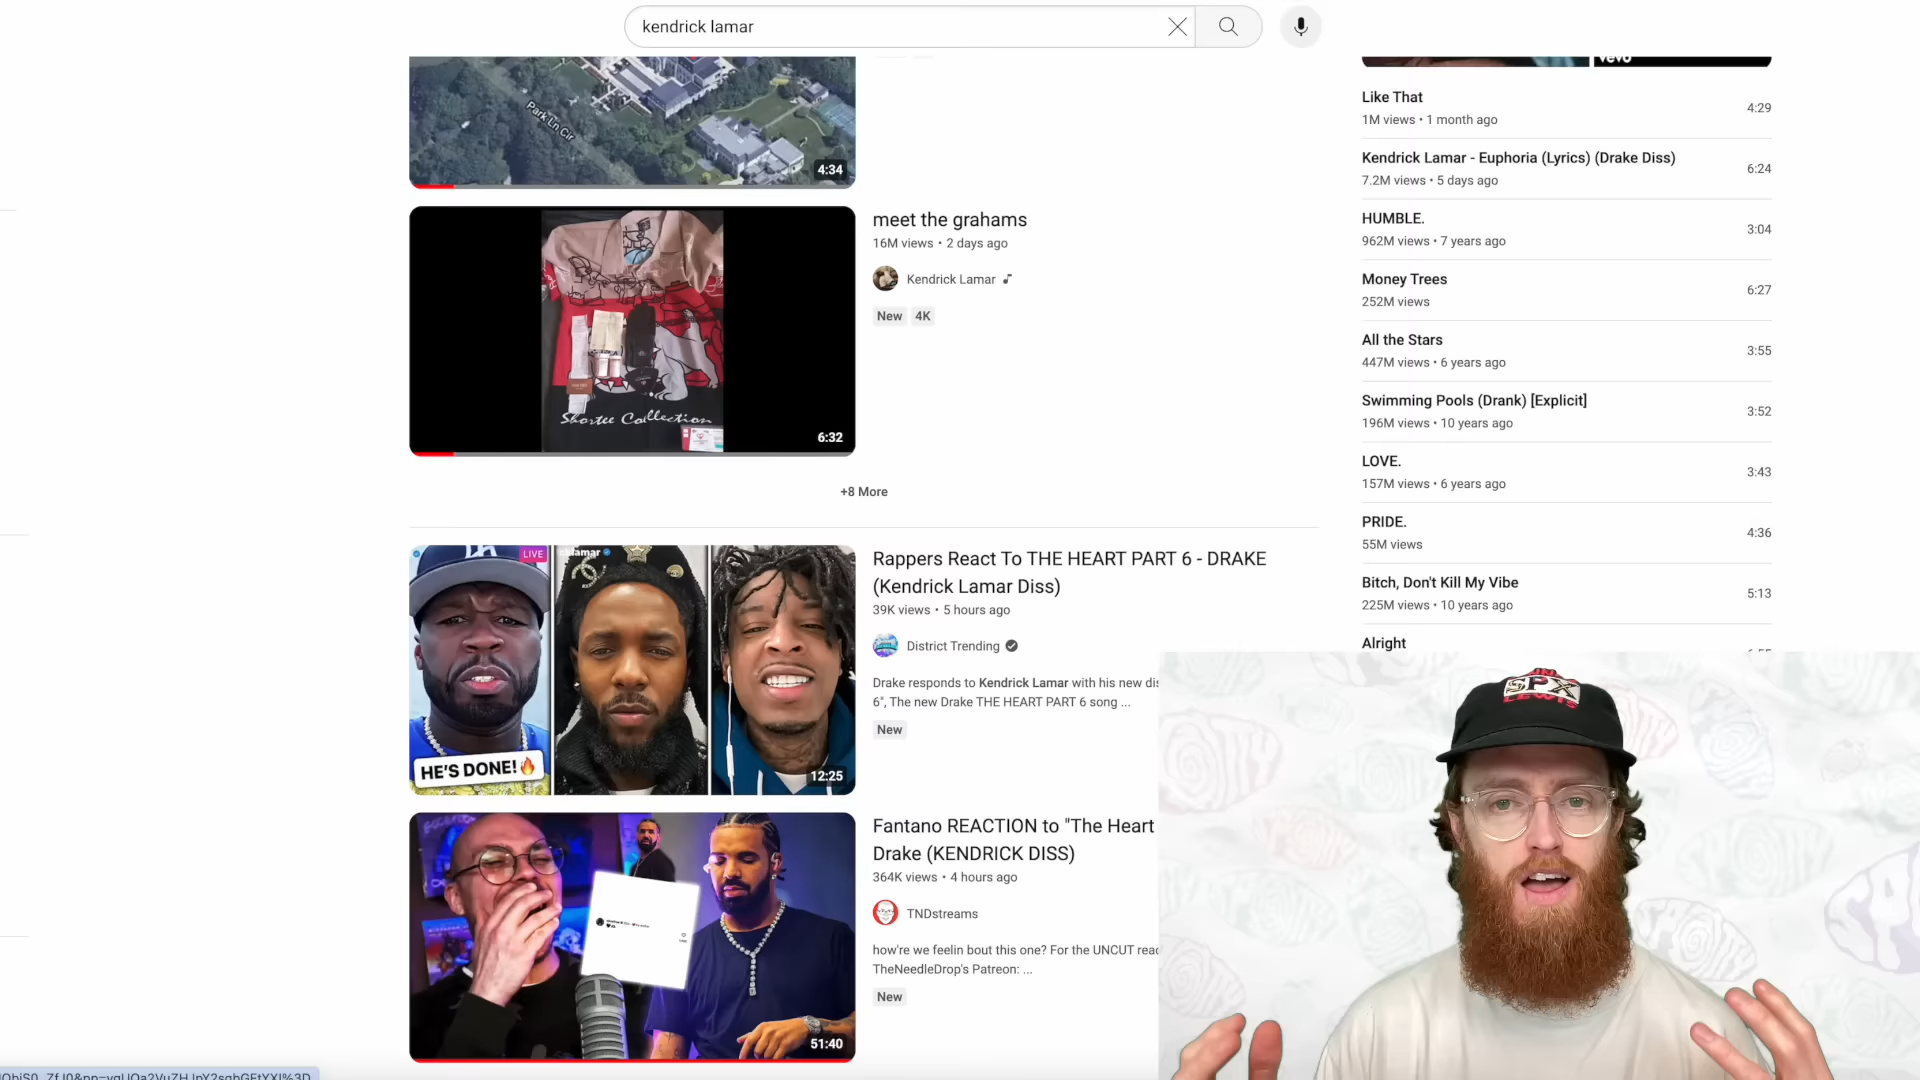 kendrick lamar
Park Ln Cir
4:34
meet the grahams
16M views • 2 days ago
Kendrick Lamar
New 4K
Shortee Collection
6:32
+8 More
LIVE
HE'S DONE!🔥
12:25
Rappers React To THE HEART PART 6 - DRAKE
(Kendrick Lamar Diss)
39K views • 5 hours ago
District Trending
Drake responds to Kendrick Lamar with his new dis
6", The new Drake THE HEART PART 6 song ...
New
51:40
Fantano REACTION to "The Heart
Drake (KENDRICK DISS)
364K views • 4 hours ago
TNDstreams
how're we feelin bout this one? For the UNCUT reac
TheNeedleDrop's Patreon: ...
New
vevo
Like That
1M views • 1 month ago
4:29
Kendrick Lamar - Euphoria (Lyrics) (Drake Diss)
7.2M views • 5 days ago
6:24
HUMBLE.
962M views • 7 years ago
3:04
Money Trees
252M views
6:27
All the Stars
447M views • 6 years ago
3:55
Swimming Pools (Drank) [Explicit]
196M views • 10 years ago
3:52
LOVE.
157M views • 6 years ago
3:43
PRIDE.
55M views
4:36
Bitch, Don't Kill My Vibe
225M views • 10 years ago
5:13
Alright
SPX
LEWIS